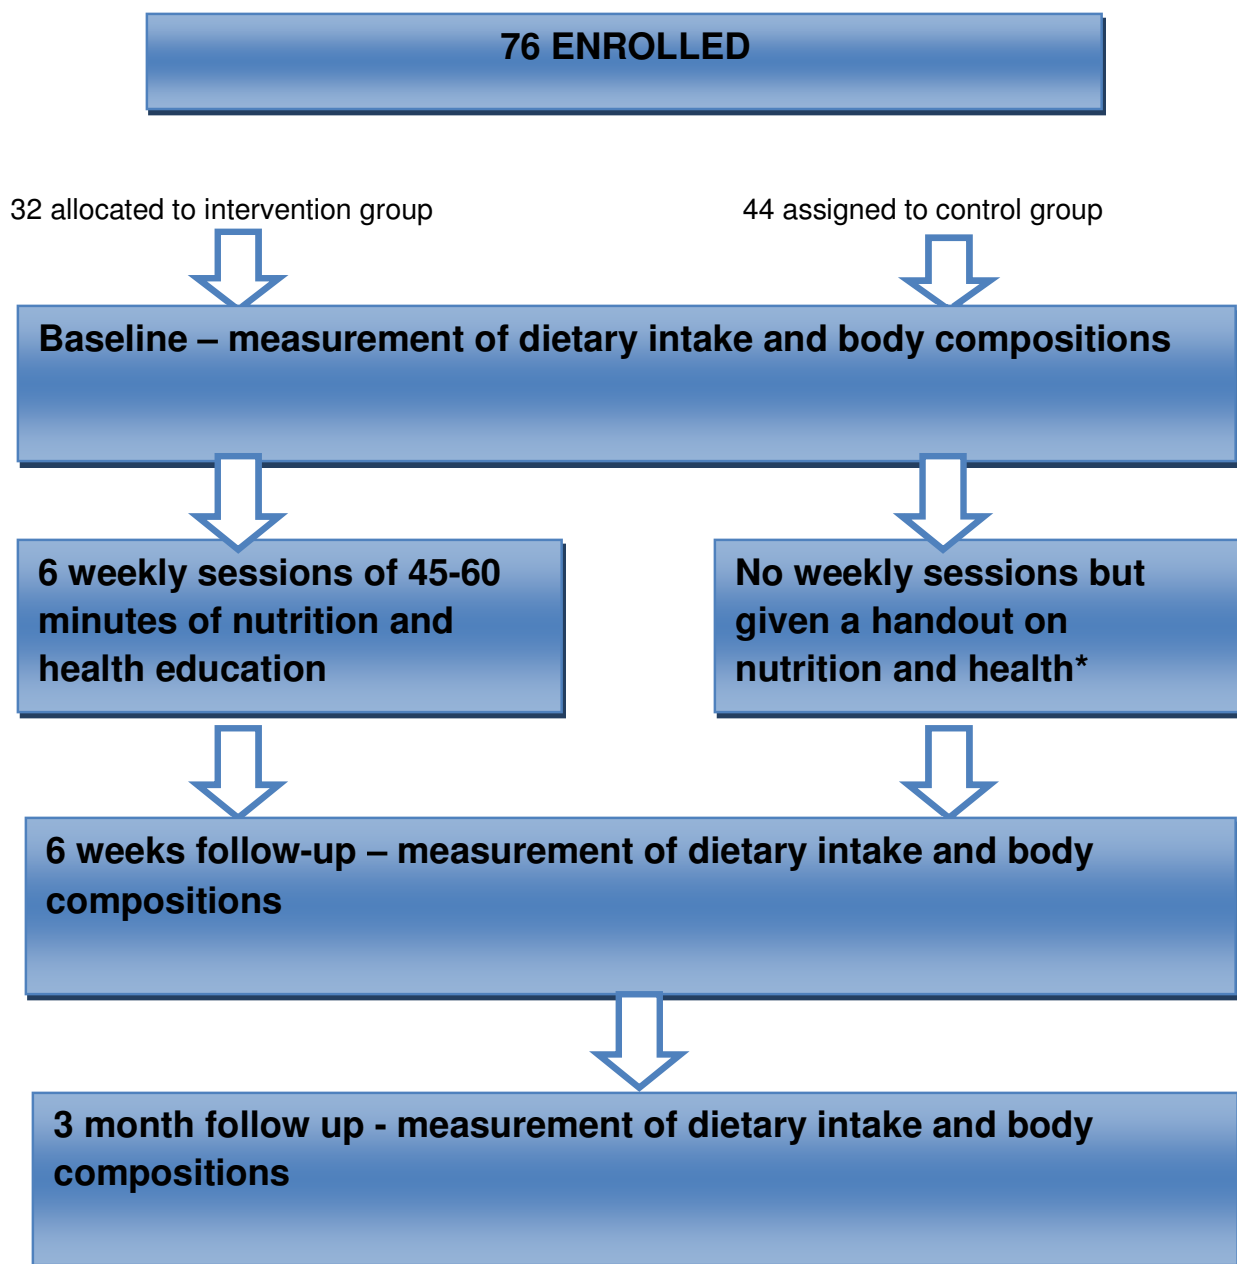 76 ENROLLED
32 allocated to intervention group
44 assigned to control group
Baseline – measurement of dietary intake and body compositions
6 weekly sessions of 45-60
minutes of nutrition and
health education
No weekly sessions but
given a handout on
nutrition and health*
6 weeks follow-up – measurement of dietary intake and body
compositions
3 month follow up - measurement of dietary intake and body
compositions